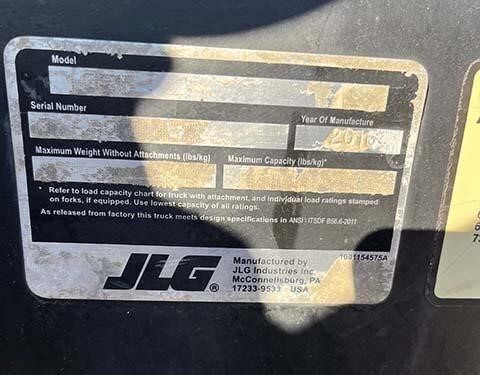 Model
Serial Number
Year Of Manufacture
2016
Maximum Weight Without Attachments (lbs/kg)
Maximum Capacity (lbs/kg)*
* Refer to load capacity chart for truck with attachment, and individual load ratings stamped
on forks, if equipped. Use lowest capacity of all ratings.
As released from factory this truck meets design specifications in ANSI \ ITSDF B56.6-2011
JLG®
Manufactured by
JLG Industries Inc.
McConnellsburg, PA
17233-9533 USA
1001154575A